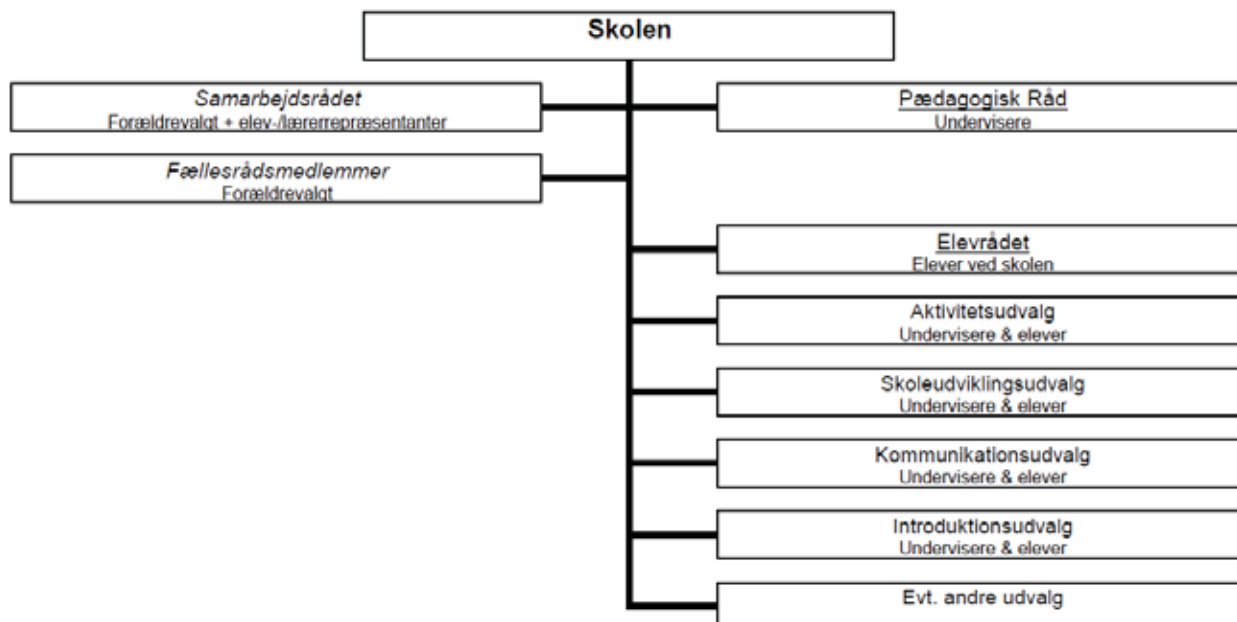 Skolen
Samarbejdsrådet
Forældrevalgt + elev-/lærerrepræsentanter
Pædagogisk Råd
Undervisere
Fællesrådsmedlemmer
Forældrevalgt
Elevrådet
Elever ved skolen
Aktivitetsudvalg
Undervisere & elever
Skoleudviklingsudvalg
Undervisere & elever
Kommunikationsudvalg
Undervisere & elever
Introduktionsudvalg
Undervisere & elever
Evt. andre udvalg